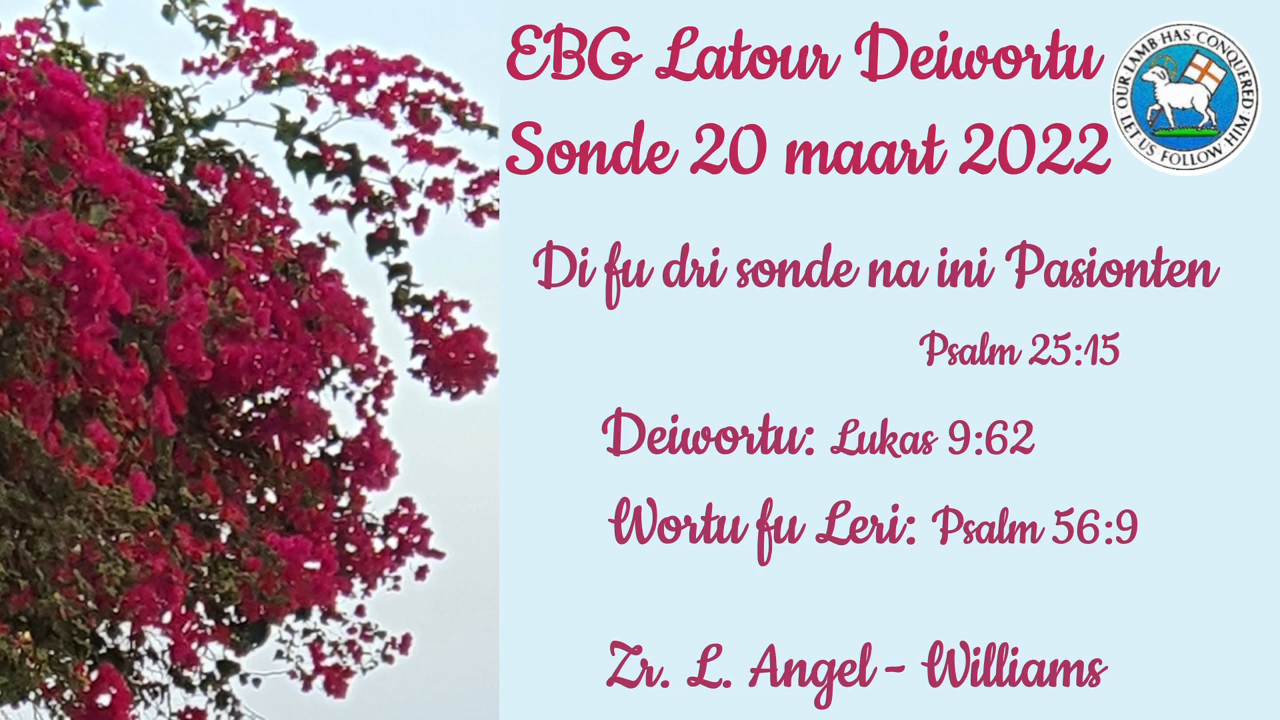 EBG Latour Deiwortu
Sonde 20 maart 2022
OUR LAMB HAS CONQUERED
LET US FOLLOW HIM
Di fu dri sonde na ini Pasionten
Psalm 25:15
Deiwortu: Lukas 9:62
Wortu fu Leri: Psalm 56:9
Zr. L. Angel - Williams